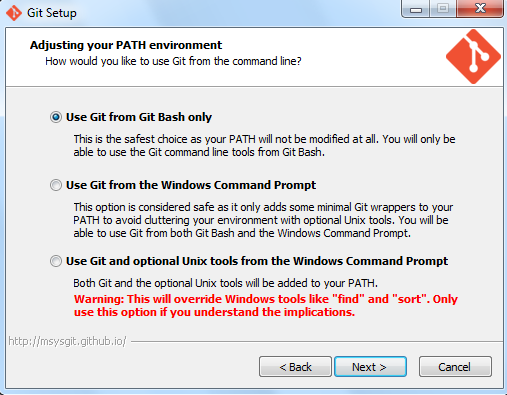 Git Setup
Adjusting your PATH environment
How would you like to use Git from the command line?
Use Git from Git Bash only
This is the safest choice as your PATH will not be modified at all. You will only be
able to use the Git command line tools from Git Bash.
Use Git from the Windows Command Prompt
This option is considered safe as it only adds some minimal Git wrappers to your
PATH to avoid cluttering your environment with optional Unix tools. You will be
able to use Git from both Git Bash and the Windows Command Prompt.
Use Git and optional Unix tools from the Windows Command Prompt
Both Git and the optional Unix tools will be added to your PATH.
Warning: This will override Windows tools like "find" and "sort". Only
use this option if you understand the implications.
http://msysgit.github.io/
< Back Next > Cancel